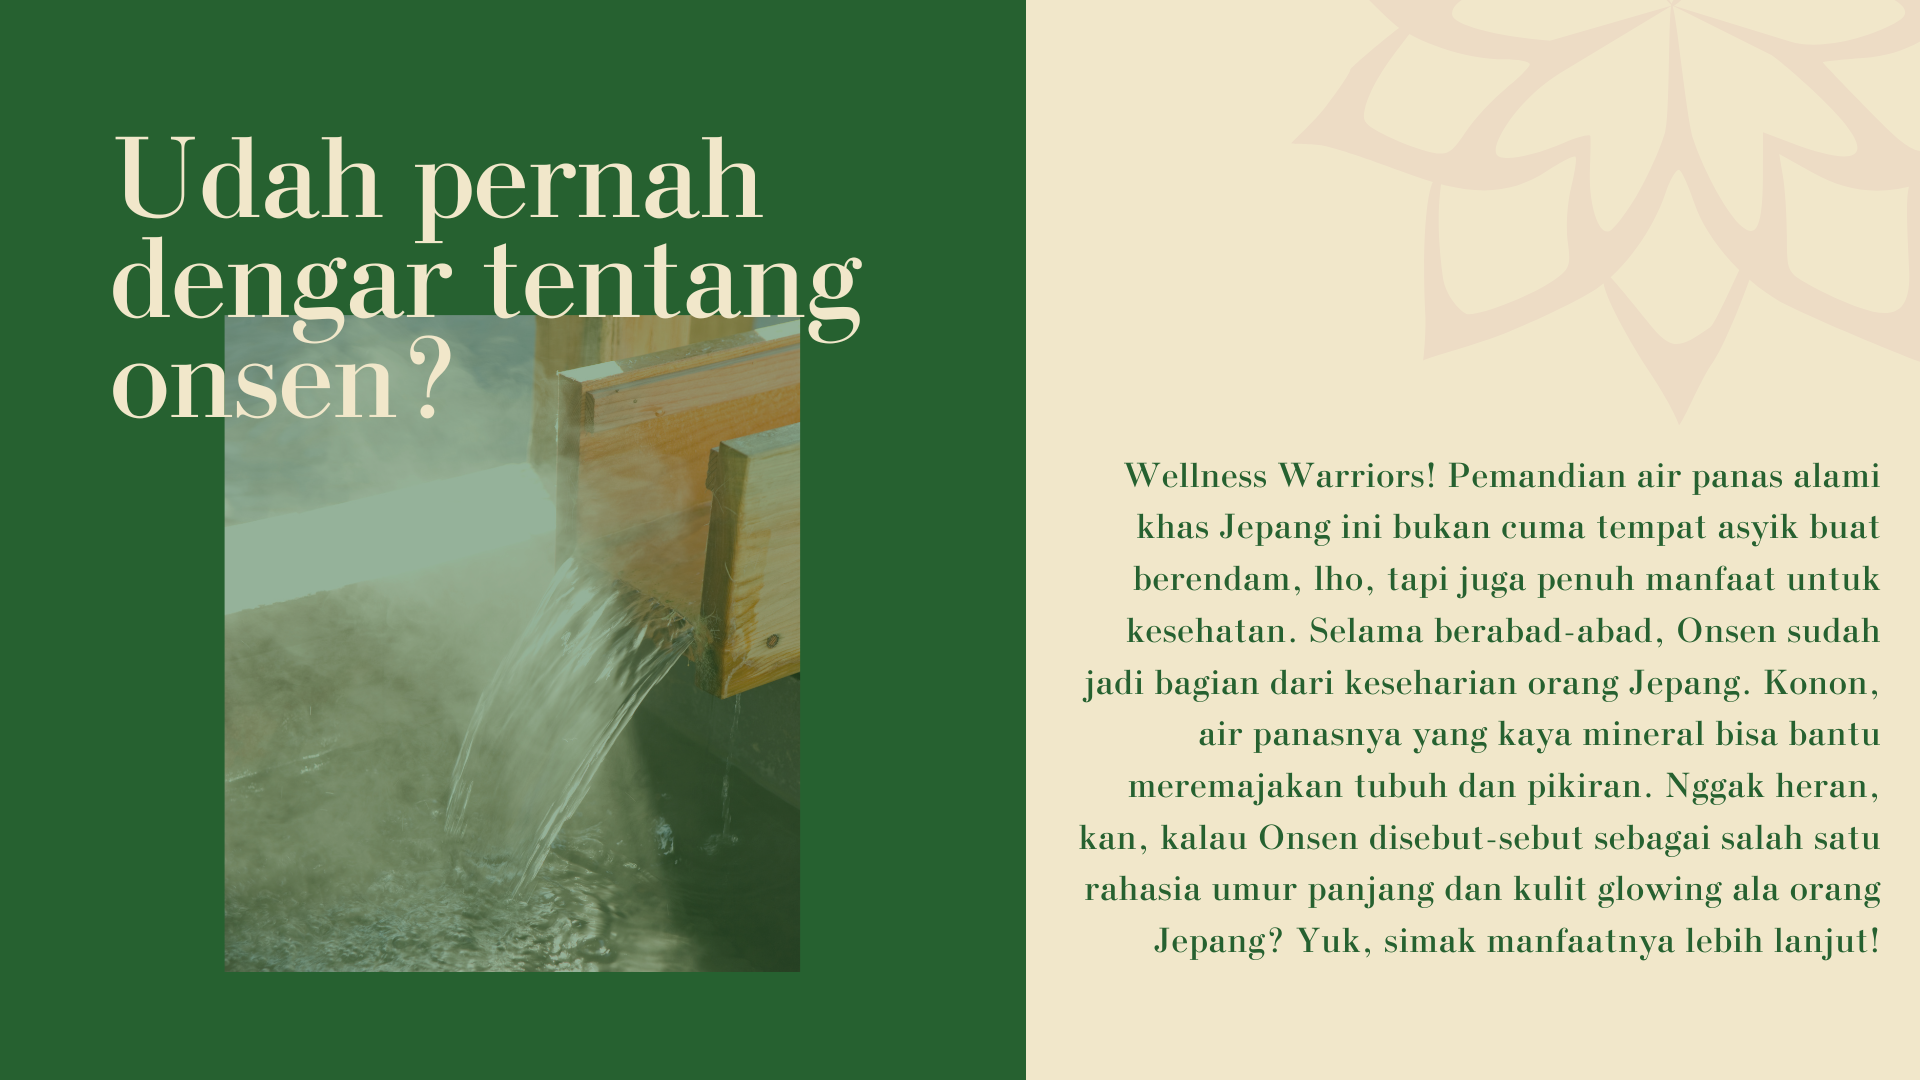 Udah pernah
dengar tentang
onsen?
Wellness Warriors! Pemandian air panas alami
khas Jepang ini bukan cuma tempat asyik buat
berendam, lho, tapi juga penuh manfaat untuk
kesehatan. Selama berabad-abad, Onsen sudah
jadi bagian dari keseharian orang Jepang. Konon,
air panasnya yang kaya mineral bisa bantu
meremajakan tubuh dan pikiran. Nggak heran,
kan, kalau Onsen disebut-sebut sebagai salah satu
rahasia umur panjang dan kulit glowing ala orang
Jepang? Yuk, simak manfaatnya lebih lanjut!